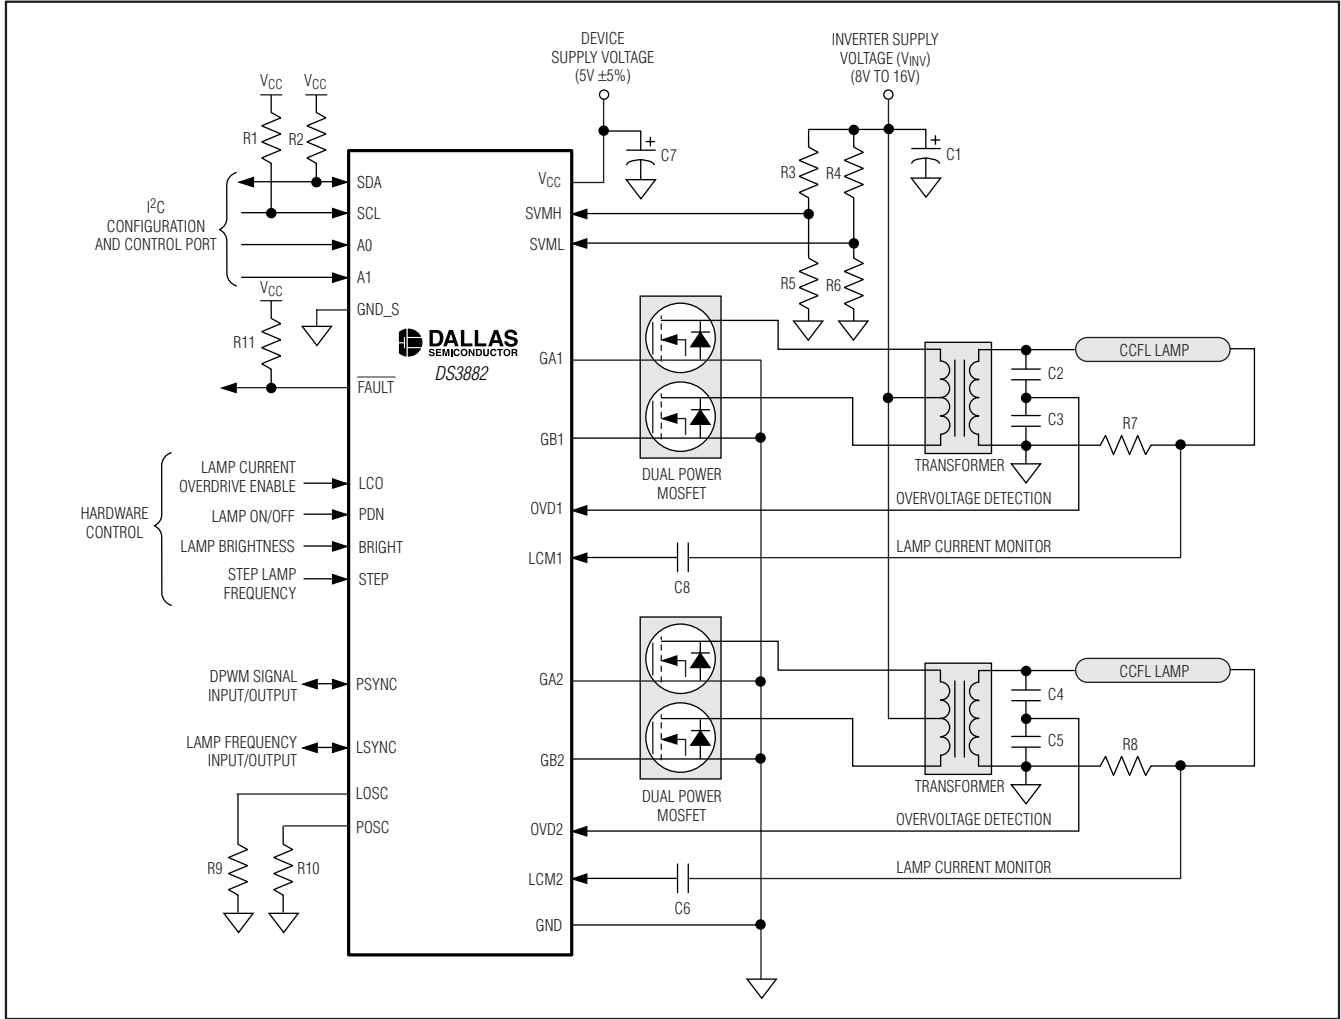 DEVICE
SUPPLY VOLTAGE
(5V ±5%)
INVERTER SUPPLY
VOLTAGE (VINV)
(8V TO 16V)
VCC
VCC
R1
R2
C7
R3
R4
C1
SDA
VCC
I2C
CONFIGURATION
AND CONTROL PORT
SCL
SVMH
A0
SVML
A1
R5
R6
VCC
GND_S
R11
DALLAS
SEMICONDUCTOR
DS3882
GA1
CCFL LAMP
FAULT
C2
C3
R7
GB1
TRANSFORMER
DUAL POWER
MOSFET
LAMP CURRENT
OVERDRIVE ENABLE
LCO
HARDWARE
CONTROL
LAMP ON/OFF
PDN
OVD1
OVERVOLTAGE DETECTION
LAMP BRIGHTNESS
BRIGHT
LCM1
LAMP CURRENT MONITOR
STEP LAMP
FREQUENCY
STEP
C8
DPWM SIGNAL
INPUT/OUTPUT
PSYNC
GA2
CCFL LAMP
C4
C5
R8
LAMP FREQUENCY
INPUT/OUTPUT
LSYNC
GB2
TRANSFORMER
LOSC
DUAL POWER
MOSFET
POSC
OVD2
OVERVOLTAGE DETECTION
R9
R10
LCM2
LAMP CURRENT MONITOR
C6
GND